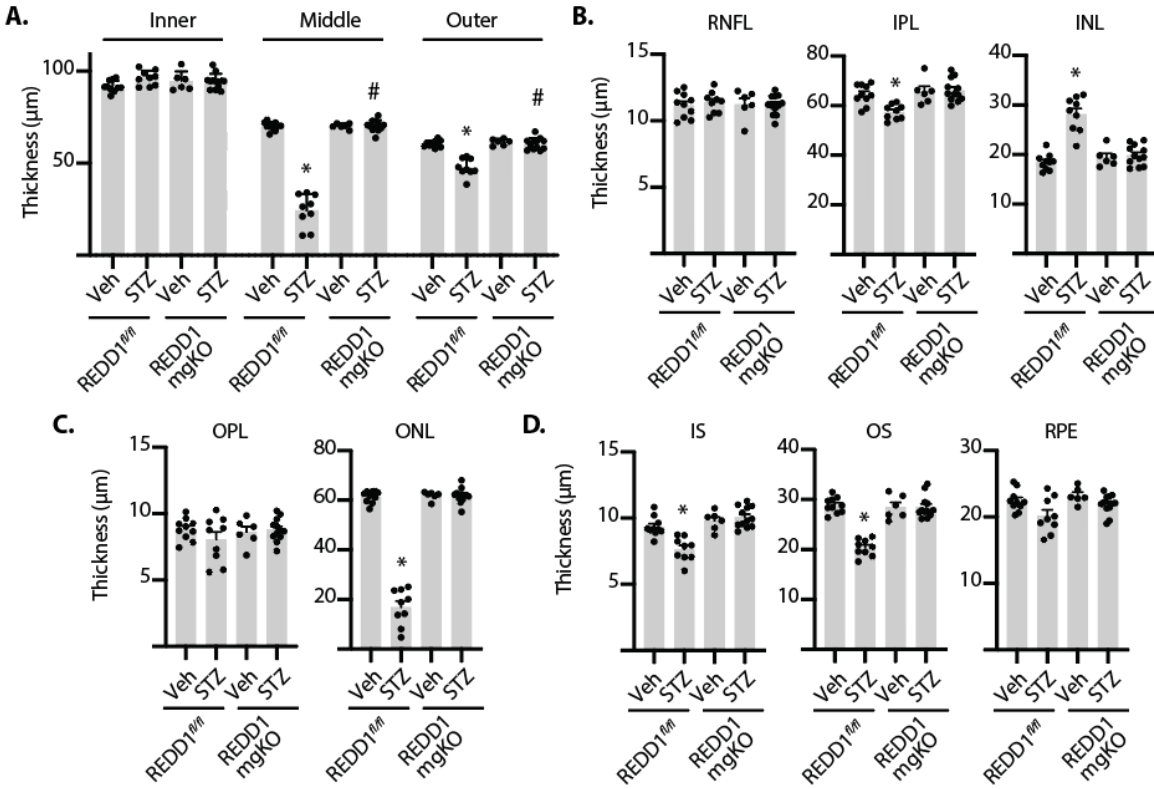 A.
Inner Middle Outer
Thickness (µm)
100
50
* # * #
Veh STZ Veh STZ Veh STZ Veh STZ Veh STZ Veh STZ
REDD1fl/fl REDD1 mgKO REDD1fl/fl REDD1 mgKO REDD1fl/fl REDD1 mgKO
B.
RNFL IPL INL
Thickness (µm)
15
10
5
80
60
40
20
*
40
30
20
10
*
Veh STZ Veh STZ Veh STZ Veh STZ Veh STZ Veh STZ
REDD1fl/fl REDD1 mgKO REDD1fl/fl REDD1 mgKO REDD1fl/fl REDD1 mgKO
C.
OPL ONL
Thickness (µm)
15
10
5
80
60
40
20
*
Veh STZ Veh STZ Veh STZ Veh STZ
REDD1fl/fl REDD1 mgKO REDD1fl/fl REDD1 mgKO
D.
IS OS RPE
Thickness (µm)
15
10
5
*
40
30
20
10
*
30
20
10
Veh STZ Veh STZ Veh STZ Veh STZ Veh STZ Veh STZ
REDD1fl/fl REDD1 mgKO REDD1fl/fl REDD1 mgKO REDD1fl/fl REDD1 mgKO